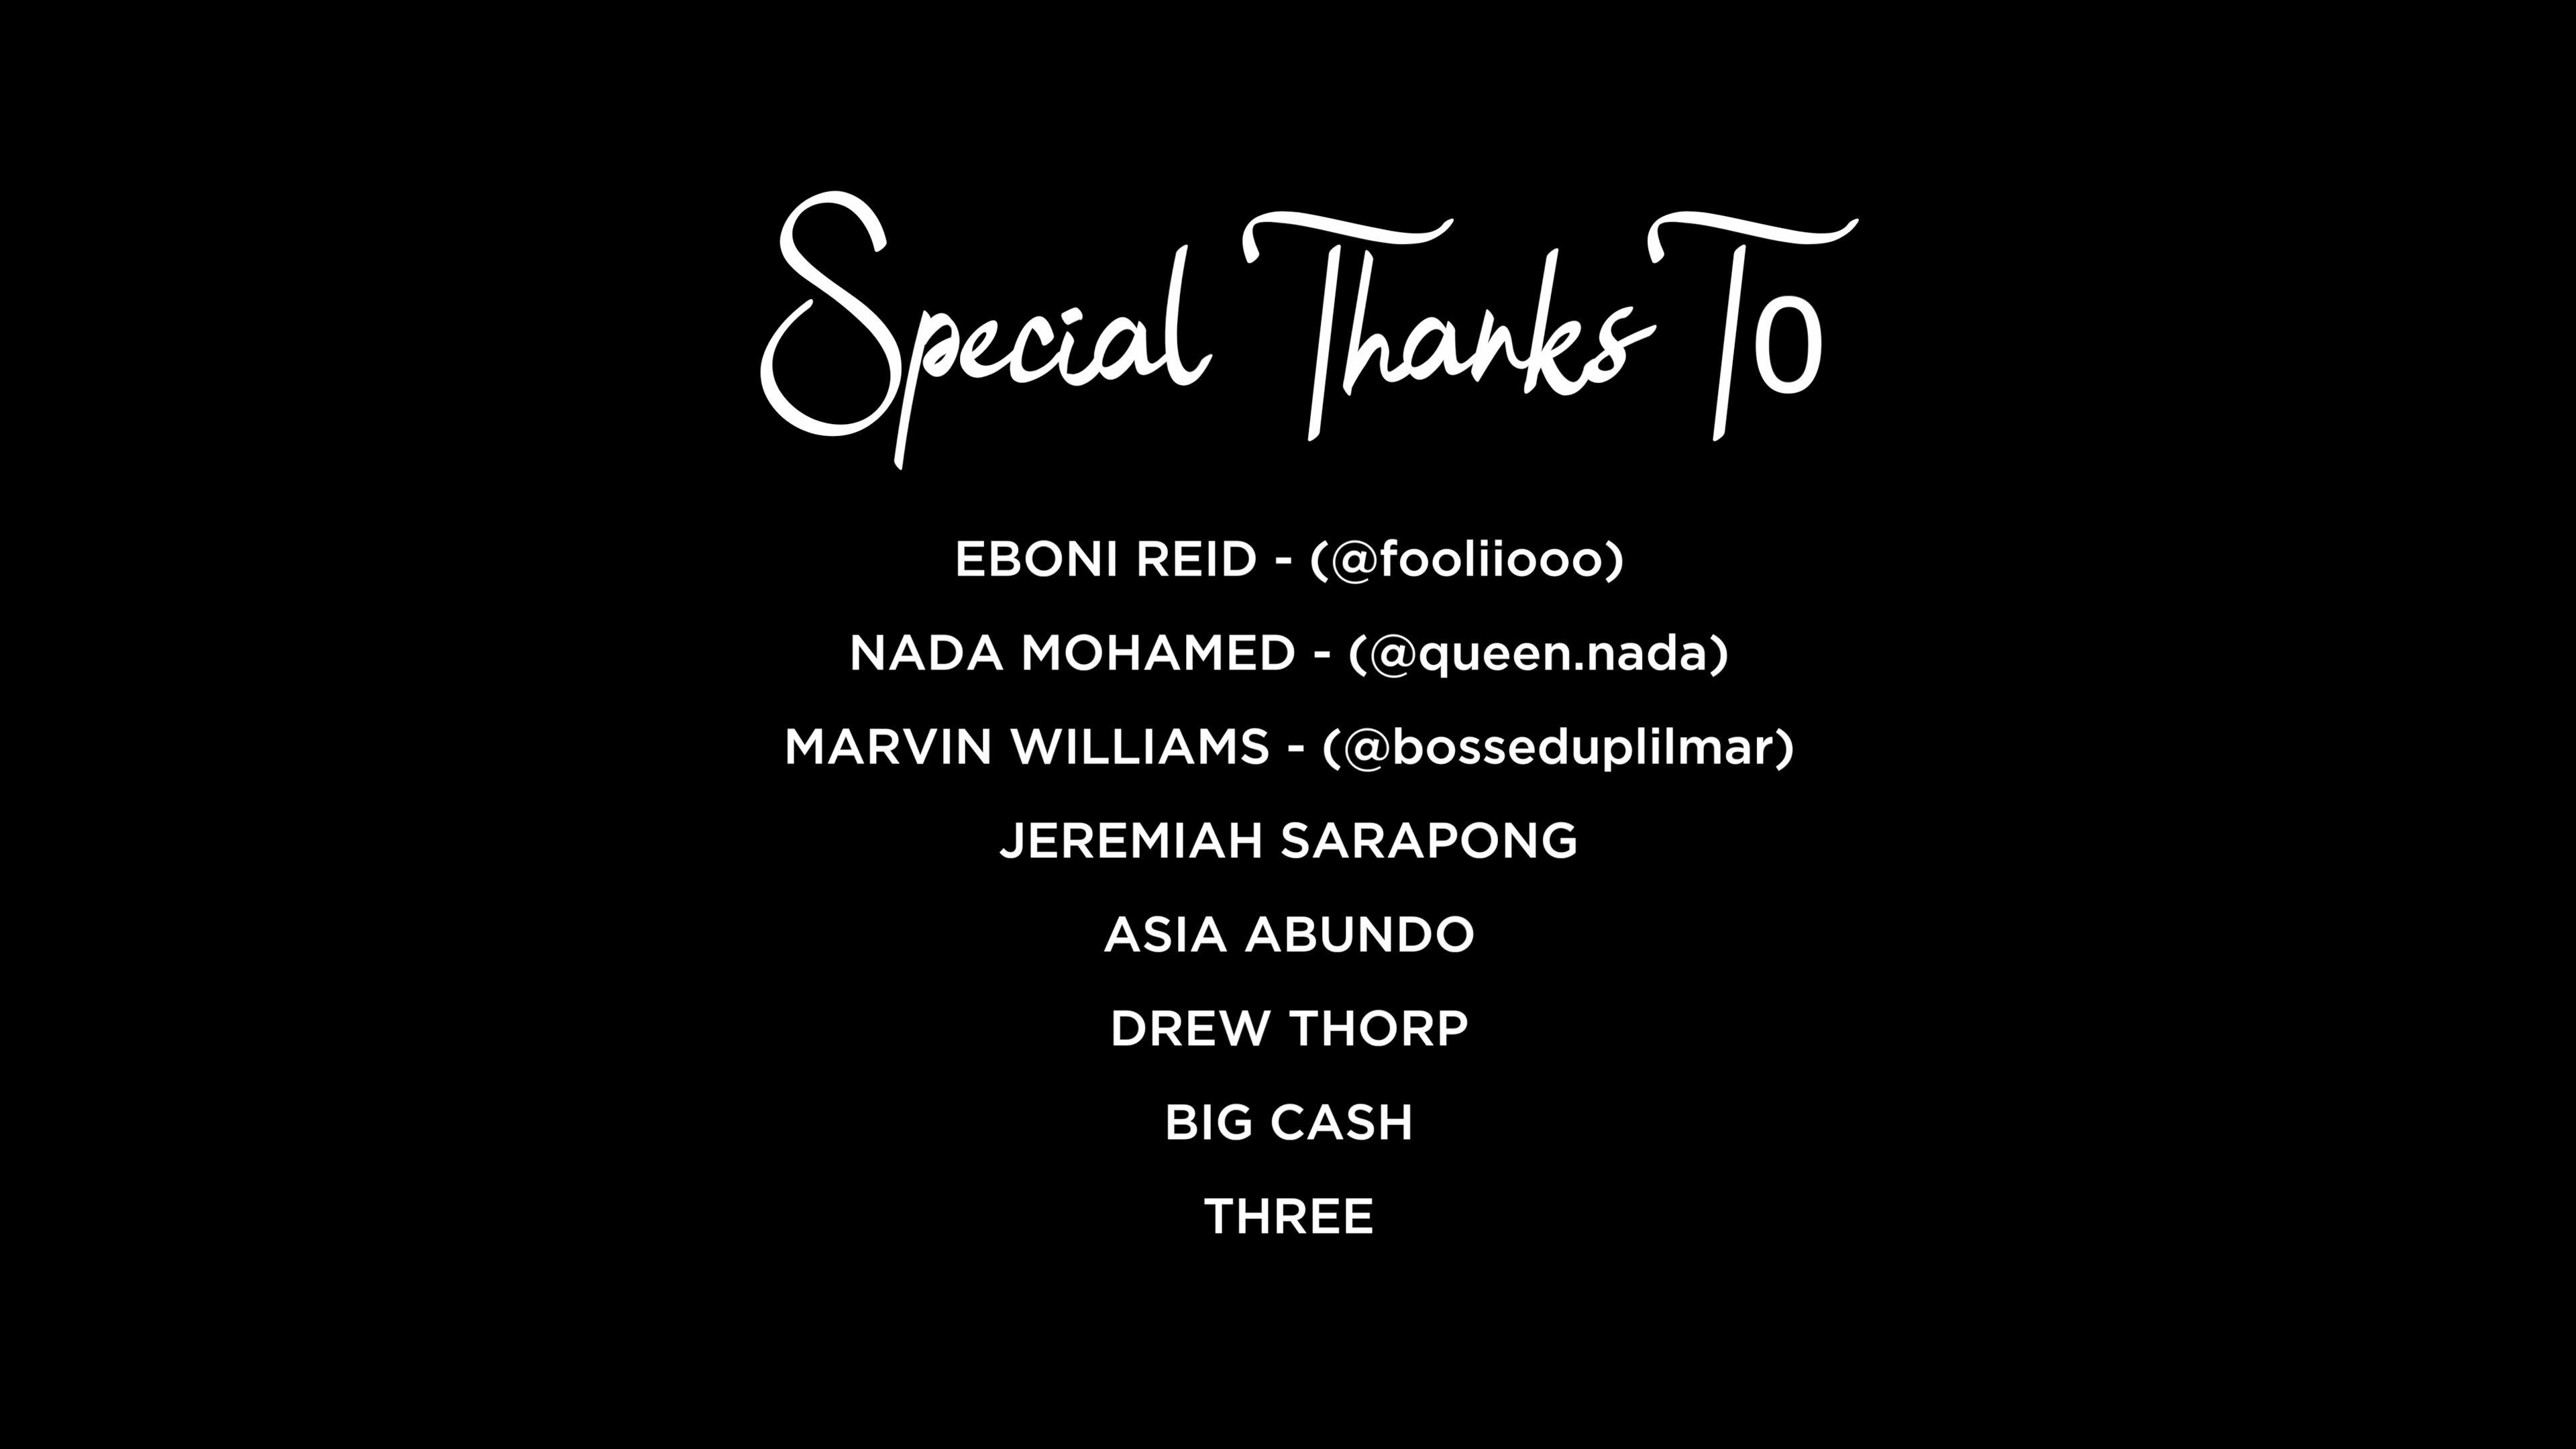 Special Thanks To
EBONI REID - (@fooliiooo)
NADA MOHAMED - (@queen.nada)
MARVIN WILLIAMS - (@bosseduplilmar)
JEREMIAH SARAPONG
ASIA ABUNDO
DREW THORP
BIG CASH
THREE